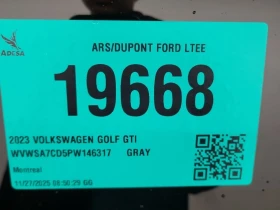 ADESA
ARS/DUPONT FORD LTEE
19668
2023 VOLKSWAGEN GOLF GTI
WVWSA7CD5PW146317 GRAY
Montreal